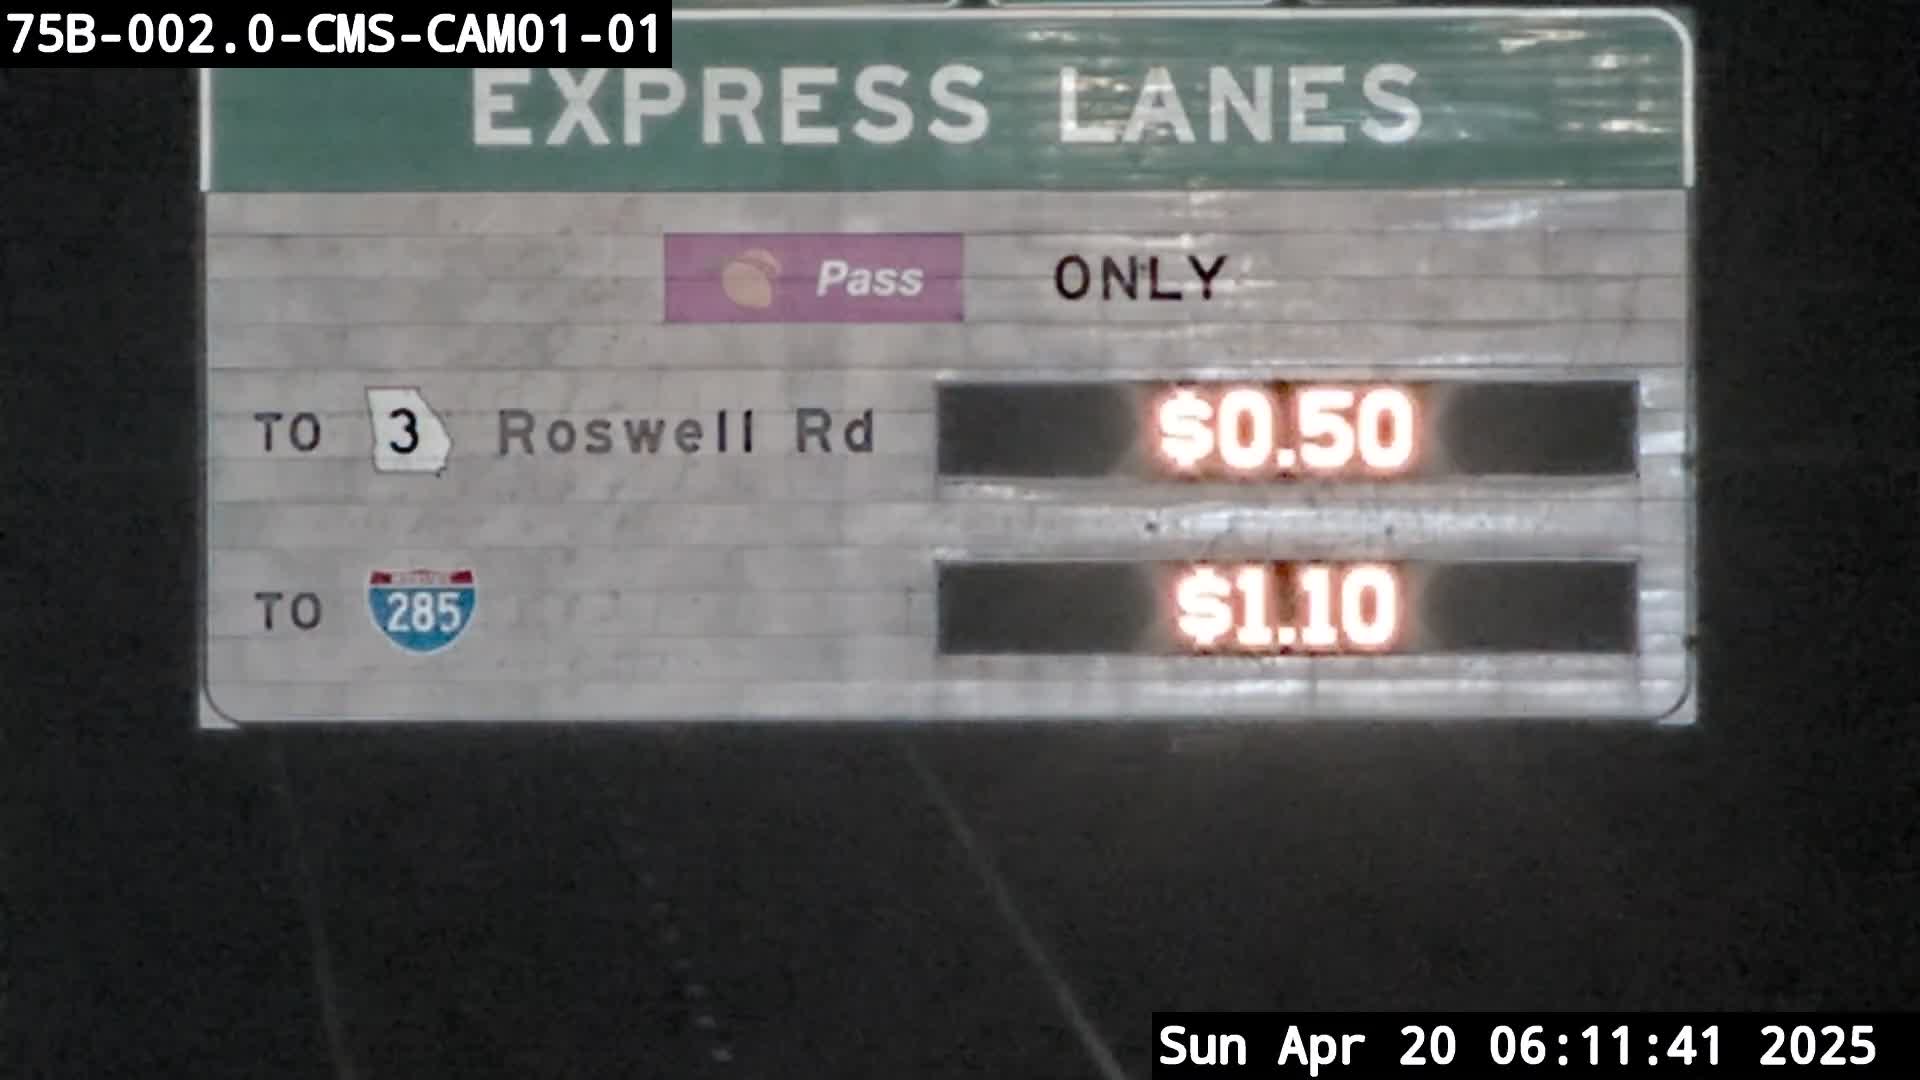 75B-002.0-CMS-CAM01-01
EXPRESS LANES
Pass ONLY
TO 3 Roswell Rd $0.50
TO 285 $1.10
Sun Apr 20 06:11:41 2025